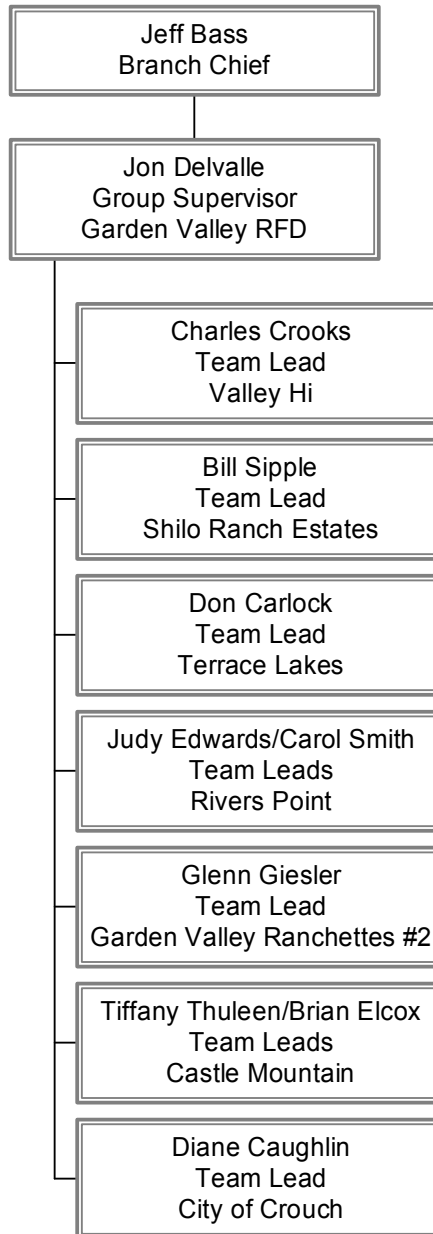 Jeff Bass
Branch Chief
Jon Delvalle
Group Supervisor
Garden Valley RFD
Charles Crooks
Team Lead
Valley Hi
Bill Sipple
Team Lead
Shilo Ranch Estates
Don Carlock
Team Lead
Terrace Lakes
Judy Edwards/Carol Smith
Team Leads
Rivers Point
Glenn Giesler
Team Lead
Garden Valley Ranchettes #2
Tiffany Thuleen/Brian Elcox
Team Leads
Castle Mountain
Diane Caughlin
Team Lead
City of Crouch